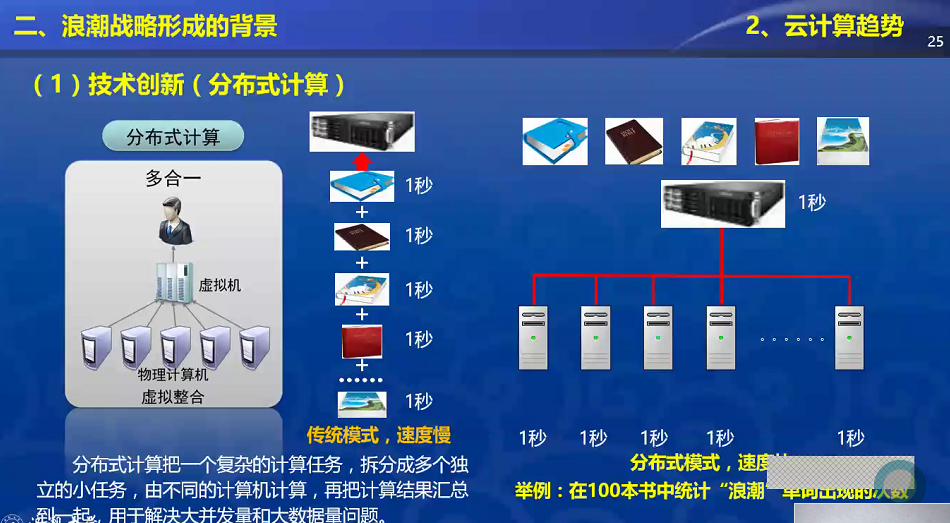 二、浪潮战略形成的背景
2、云计算趋势
25
（1）技术创新（分布式计算）
分布式计算
多合一
虚拟机
物理计算机
虚拟整合
1秒
+
1秒
+
1秒
+
1秒
+
••••••
1秒
传统模式，速度慢
1秒
······
1秒
1秒
1秒
1秒
1秒
分布式模式，速度
举例：在100本书中统计“浪潮”单词出现的次数
分布式计算把一个复杂的计算任务，拆分成多个独
立的小任务，由不同的计算机计算，再把计算结果汇总
到一起，用于解决大并发量和大数据量问题。